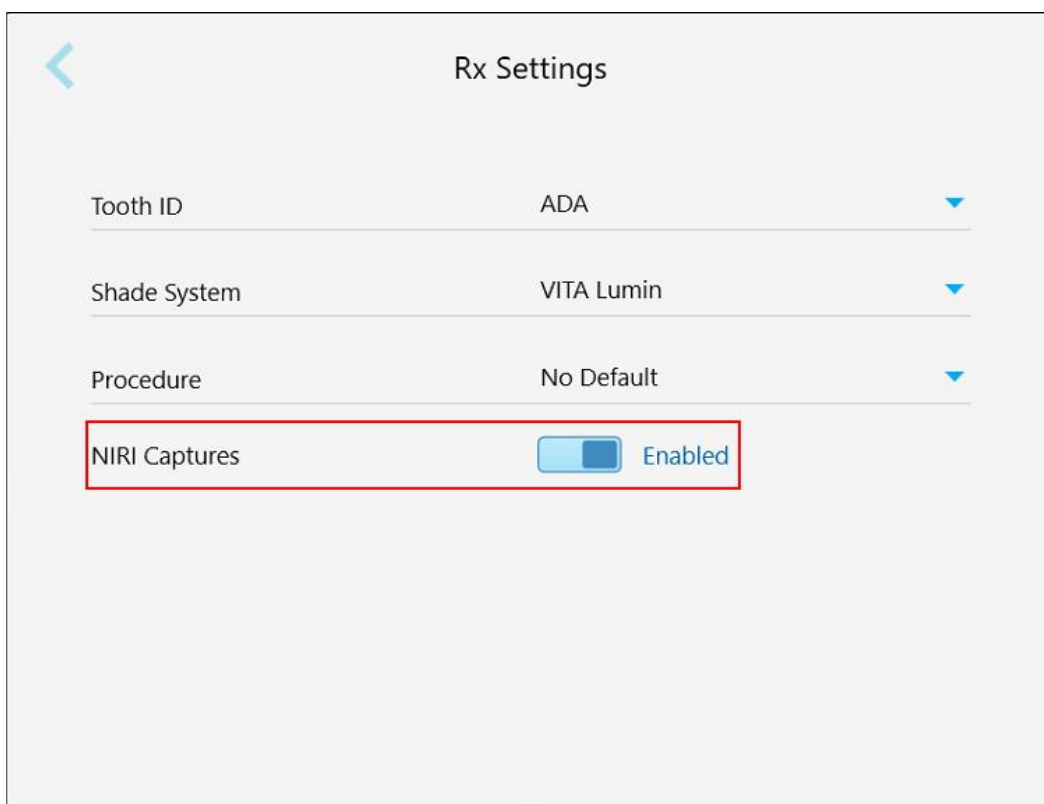 Rx Settings
Tooth ID ADA
Shade System VITA Lumin
Procedure No Default
NIRI Captures Enabled